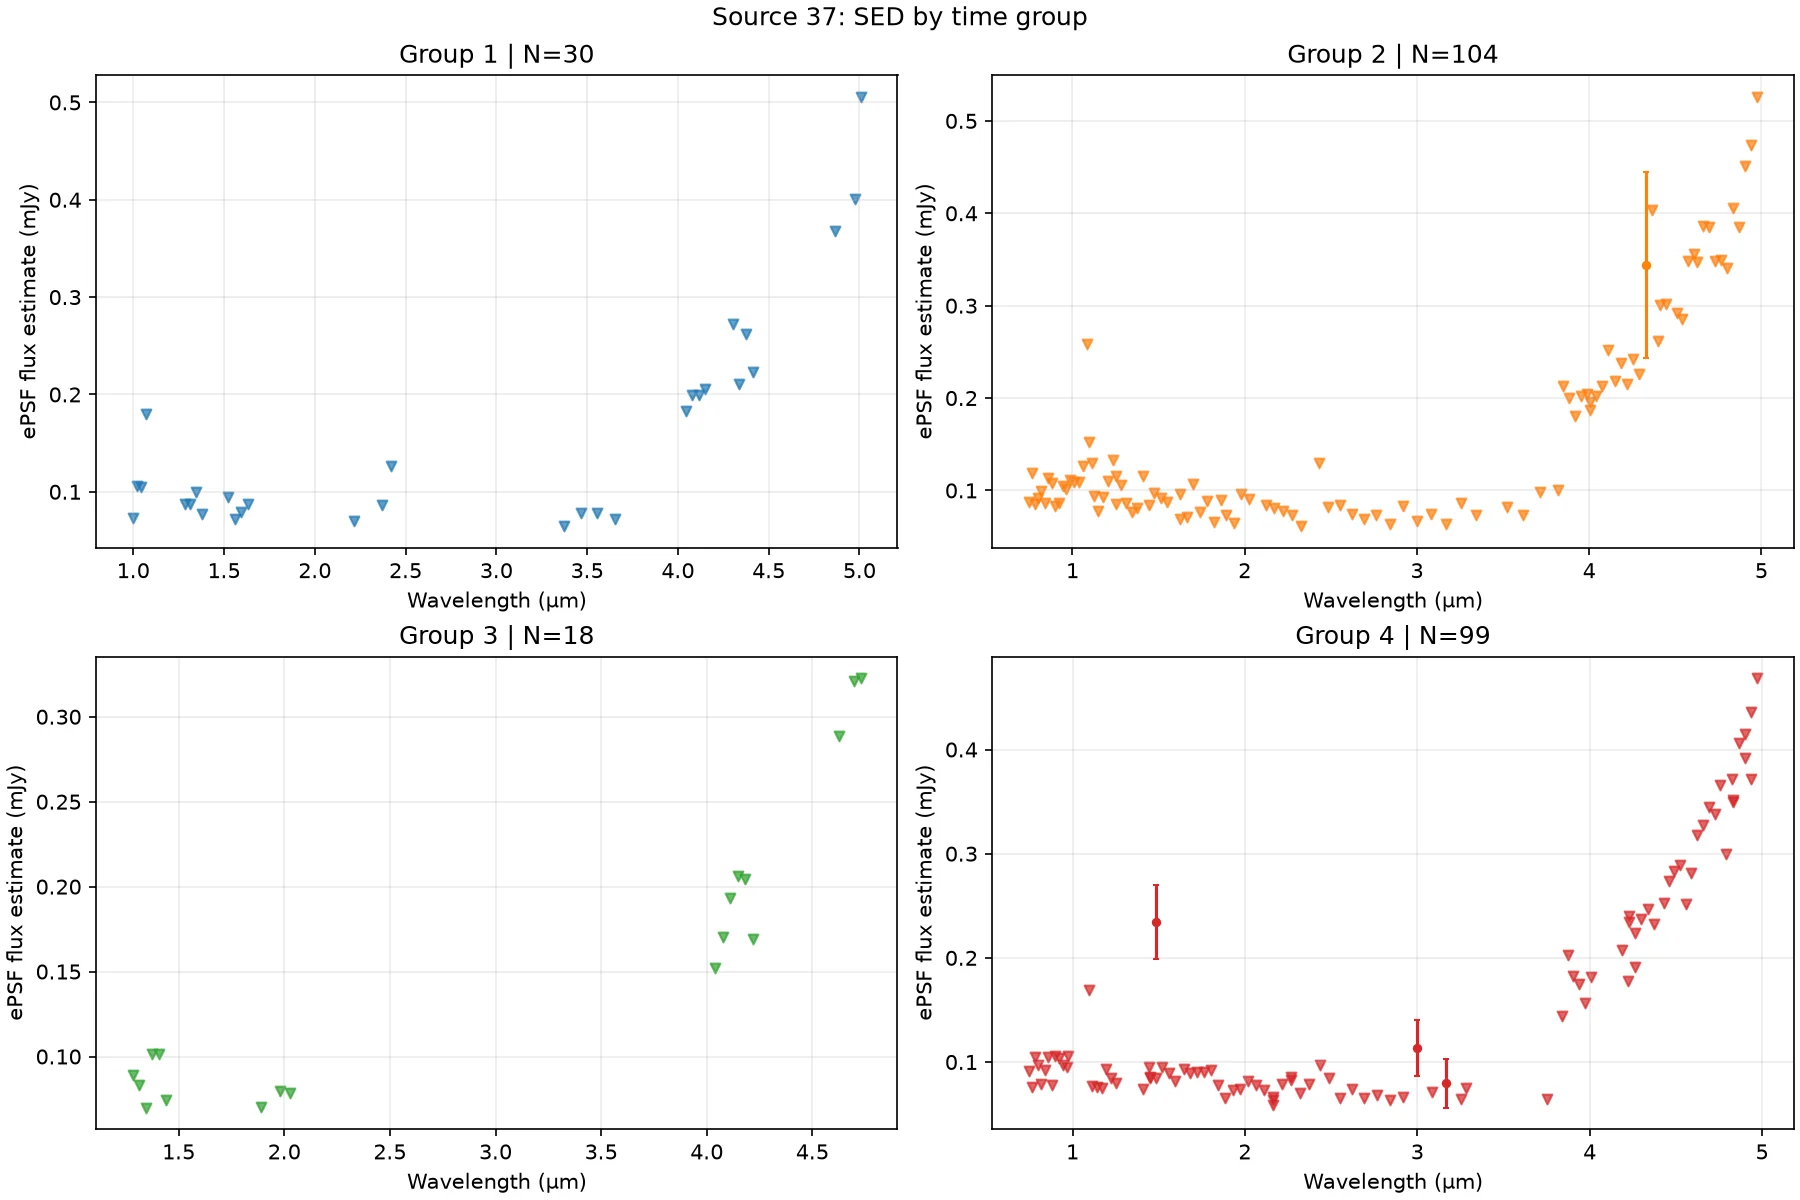 Source 37: SED by time group
Group 1 | N=30
ePSF flux estimate (mJy)
0.5
0.4
0.3
0.2
0.1
1.0 1.5 2.0 2.5 3.0 3.5 4.0 4.5 5.0
Wavelength (μm)
Group 2 | N=104
ePSF flux estimate (mJy)
0.5
0.4
0.3
0.2
0.1
1 2 3 4 5
Wavelength (μm)
Group 3 | N=18
ePSF flux estimate (mJy)
0.30
0.25
0.20
0.15
0.10
1.5 2.0 2.5 3.0 3.5 4.0 4.5
Wavelength (μm)
Group 4 | N=99
ePSF flux estimate (mJy)
0.4
0.3
0.2
0.1
1 2 3 4 5
Wavelength (μm)